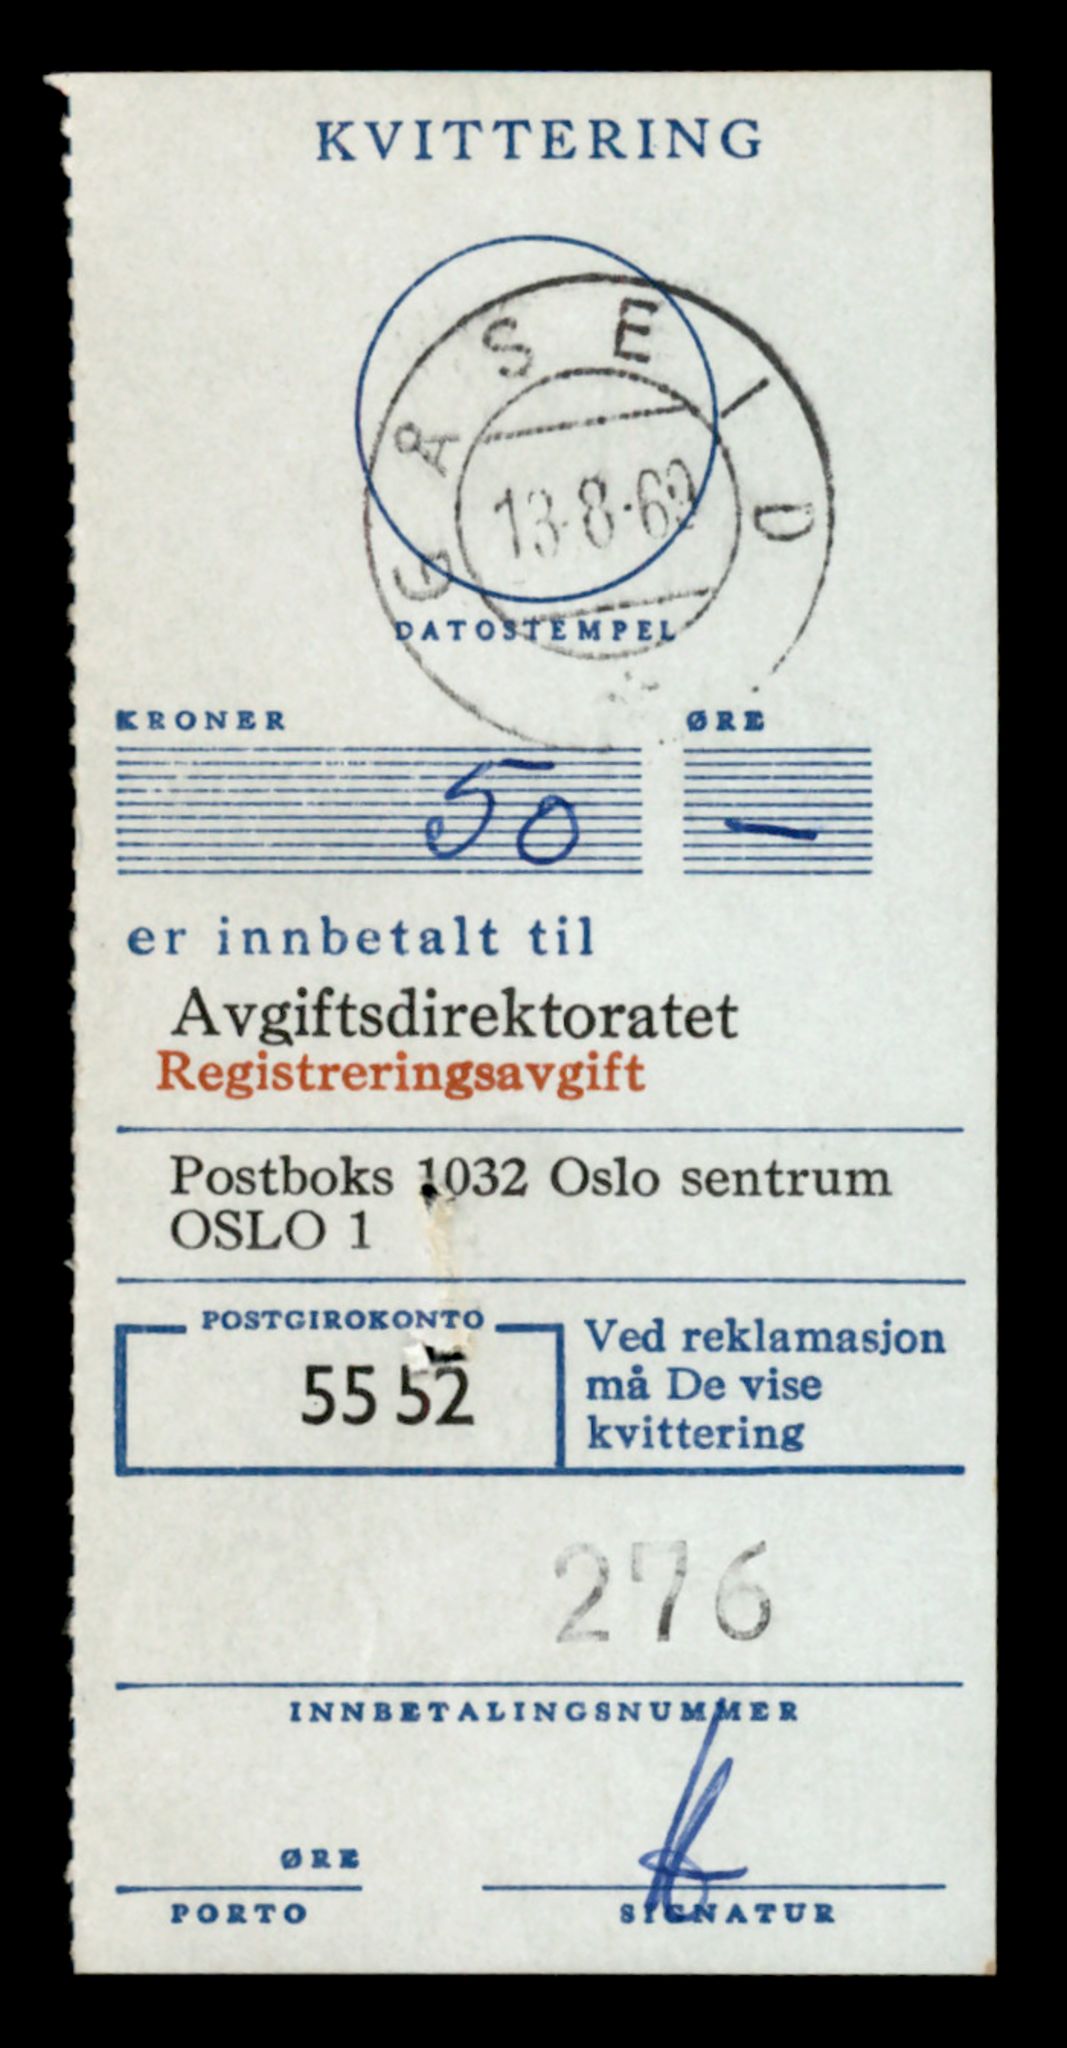 KVITTERING
GÅSEID
13.8.69
DATOSTEMPEL
KRONER ØRE
50 —
er innbetalt til
Avgiftsdirektoratet
Registreringsavgift
Postboks 1032 Oslo sentrum
OSLO 1
POSTGIROKONTO
55 52
Ved reklamasjon
må De vise
kvittering
276
INNBETALINGSNUMMER
ØRE
PORTO
SIGNATUR